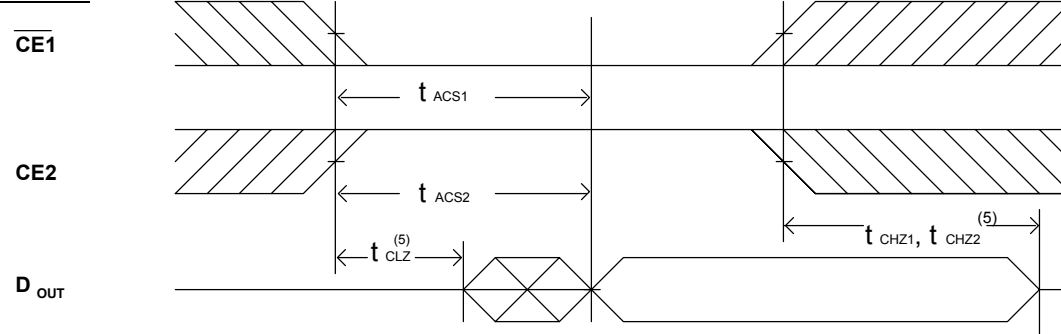 CE1
t ACS1
CE2
t ACS2
t CHZ1, t CHZ2 (5)
t CLZ (5)
D OUT